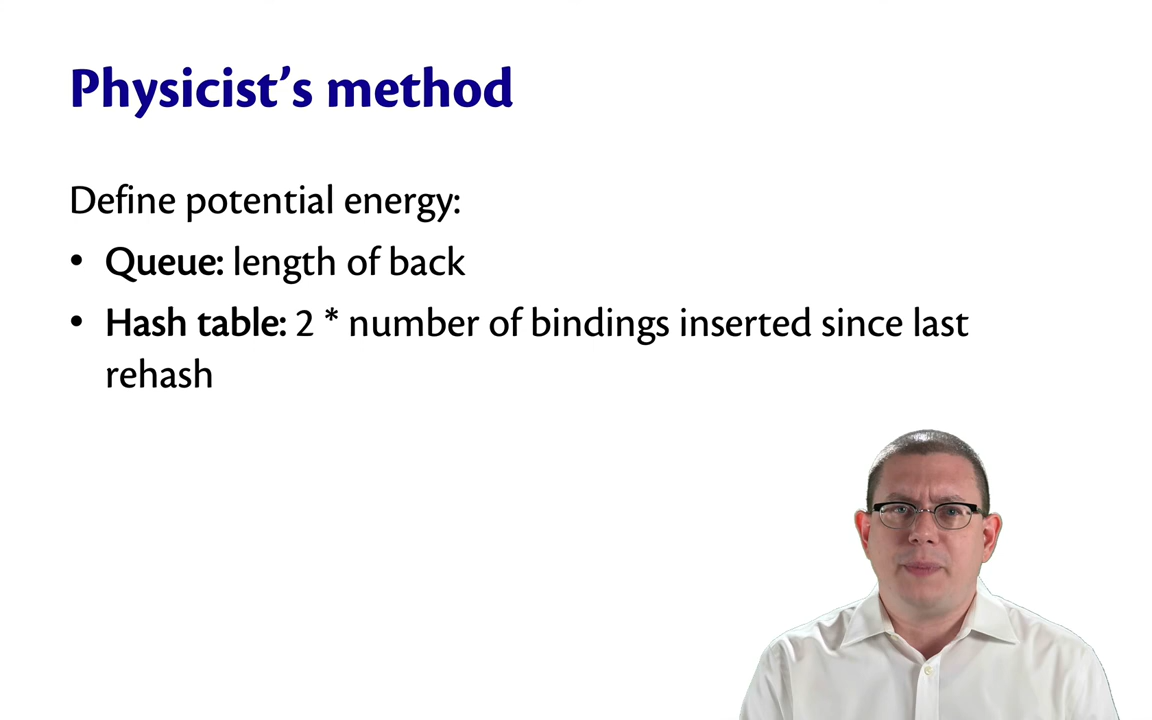 Physicist’s method
Define potential energy:
• Queue: length of back
• Hash table: 2 * number of bindings inserted since last
rehash